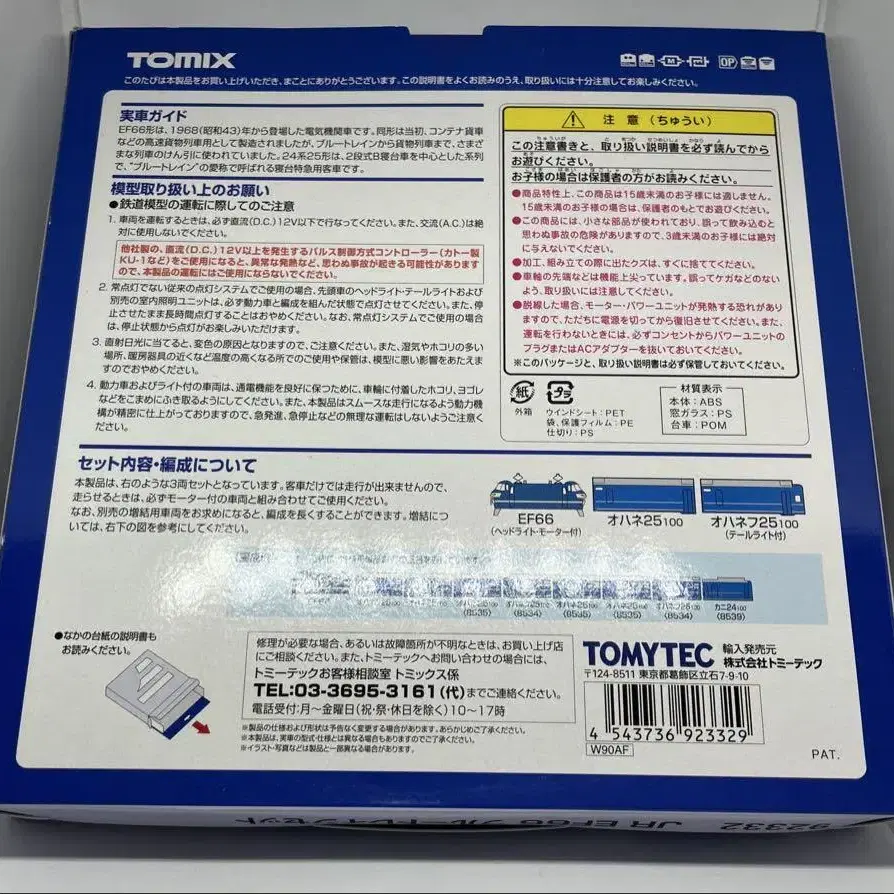 TOMIX
OP
このたびは本製品をお買い上げいただき、まことにありがとうございます。この説明書をよくお読みのうえ、取り扱いには十分注意してお楽しみください。
実車ガイド
EF66形は、1968(昭和43)年から登場した電気機関車です。同形は当初、コンテナ貨車
などの高速貨物列車用として製造されましたが、ブルートレインから貨物列車まで、さまざ
まな列車のけん引に使われていました。24系25形は、2段式B寝台車を中心とした系列
で、"ブルートレイン"の愛称で呼ばれる寝台特急用客車です。
模型取り扱い上のお願い
●鉄道模型の運転に際してのご注意
1. 車両を運転するときは、必ず直流(D.C.)12V以下で行なってください。また、交流(A.C.)は絶
対に使用しないでください。
他社製の、直流(D.C.)12V以上を発生するパルス制御方式コントローラー(カトー製
KU-1など)をご使用になると、異常な発熱など、思わぬ事故が起きる可能性があります
ので、本製品の運転にはご使用にならないでください。
2. 常点灯でない従来の点灯システムでご使用の場合、先頭車のヘッドライト・テールライトおよび
別売の室内照明ユニットは、必ず動力車と編成を組んだ状態で点灯させてください。また、停
止させたまま長時間点灯することはおやめください。なお、常点灯システムでご使用の場合
は、停止状態から点灯がお楽しみいただけます。
3. 直射日光に当てると、変色の原因となりますので、ご注意ください。また、湿気やホコリの多い
場所、暖房器具の近くなど温度の高くなる所でのご使用や保管は、模型に悪い影響をあたえま
すのでおやめください。
4. 動力車およびライト付の車両は、通電機能を良好に保つために、車輪に付着したホコリ、ヨゴレ
などをこまめにふき取るようにしてください。また、本製品はスムースな走行になるよう動力機
構が精密に仕上がっておりますので、急発進、急停止などの無理な運転はしないようご注意く
ださい。
注意(ちゅうい)
この注意書きと、取り扱い説明書を必ず読んでから
お遊びください。
お子様の場合は保護者の方がお読みください。
●商品特性上、この商品は15歳未満のお子様には適しません。
15歳未満のお子様の場合は、保護者のもとでお遊びください。
●この商品には、小さな部品が使われており、誤って飲み込むと
思わぬ事故の危険がありますので、3歳未満のお子様には絶対
に与えないでください。
●加工、組み立ての際に出たクズは、すぐに捨ててください。
●車輪の先端などは機能上尖っています。誤ってケガなどのない
よう、取り扱いにはご注意ください。
●脱線した場合、モーター・パワーユニットが発熱する恐れがあり
ますので、ただちに電源を切ってから復旧させてください。また、
運転を行わないときには、必ずコンセントからパワーユニットの
プラグまたはACアダプターを抜いておいてください。
※このパッケージと、取り扱い説明書は必ず保管しておいてください。
紙
外箱
プラ
ウインドシート:PET
袋、保護フィルム:PE
仕切り:PS
材質表示
本体:ABS
窓ガラス:PS
台車:POM
セット内容・編成について
本製品は、右のような3両セットとなっています。客車だけでは走行が出来ませんので、
走らせるときは、必ずモーター付の車両と組み合わせてご使用ください。
なお、別売の増結用車両をお求めになると、編成を長くすることができます。増結につ
いては、右下の図を参考にしてください。
EF66
(ヘッドライト・モーター付)
オハネ25100
オハネフ25100
(テールライト付)
カニ24100
(8535) (8534) (8535) (8534) (8539)
●なかの台紙の説明書も
お読みください。
修理が必要な場合、あるいは故障箇所が不明なときは、お買い上げ店
にご相談ください。また、トミーテックへお問い合わせの場合には、
トミーテックお客様相談室 トミックス係
TEL:03-3695-3161(代)までご連絡ください。
電話受付:月〜金曜日(祝・祭・休日を除く)10〜17時
※製品の仕様および形状は予告なく変更する場合があります。あらかじめご了承ください。
※本製品は、実車の型式・仕様とは異なる場合もありますのでご了承ください。
※イラスト・写真などは製品と一部異なる場合があります。
TOMYTEC 輸入発売元 株式会社トミーテック
〒124-8511 東京都葛飾区立石7-9-10
4 543736 923329
W90AF
PAT.
92332 JR EF66 ブルートレインセット